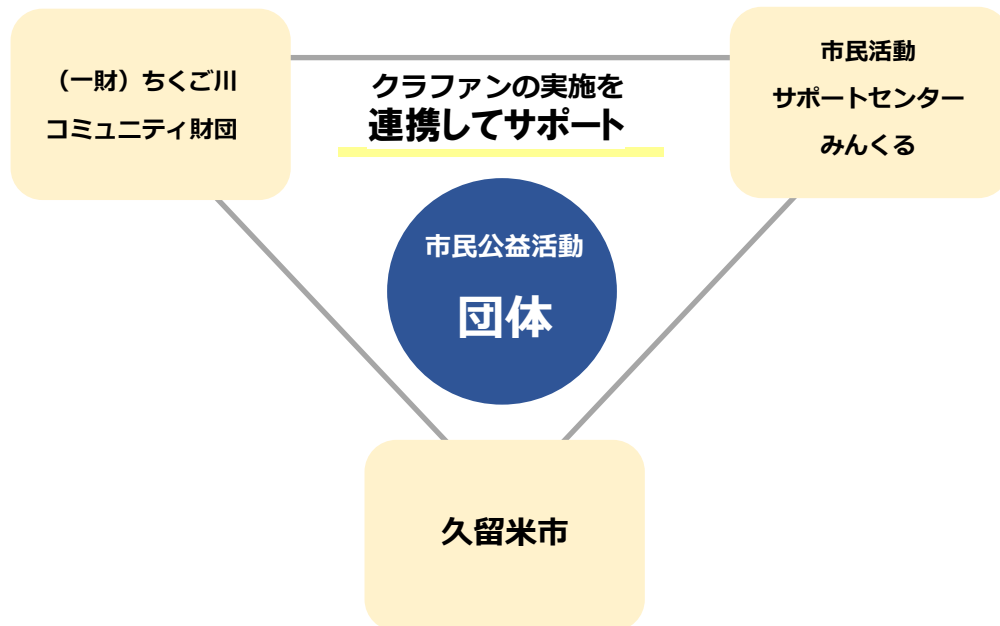 （一財）ちくご川
コミュニティ財団
クラファンの実施を
連携してサポート
市民活動
サポートセンター
みんくる
市民公益活動
団体
久留米市